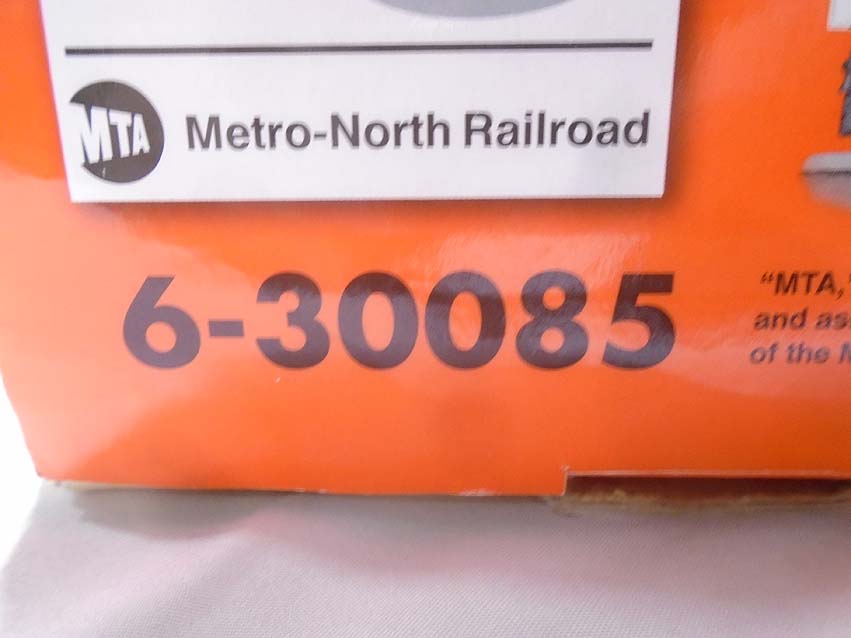 MTA Metro-North Railroad
6-30085
"MTA,"
and as
of the M